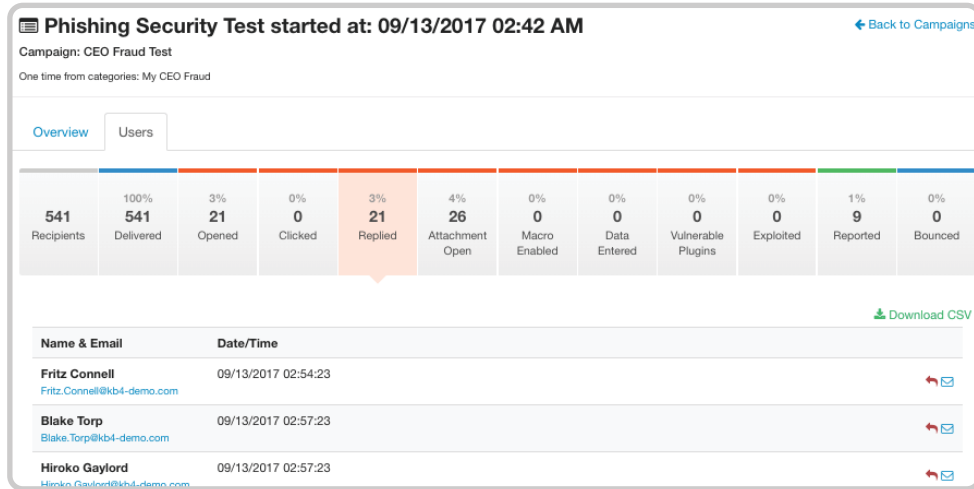 Phishing Security Test started at: 09/13/2017 02:42 AM
Back to Campaigns
Campaign: CEO Fraud Test
One time from categories: My CEO Fraud
Overview
Users
541
Recipients
100%
541
Delivered
3%
21
Opened
0%
0
Clicked
3%
21
Replied
4%
26
Attachment
Open
0%
0
Macro
Enabled
0%
0
Data
Entered
0%
0
Vulnerable
Plugins
0%
0
Exploited
1%
9
Reported
0%
0
Bounced
Download CSV
Name & Email Date/Time
Fritz Connell 09/13/2017 02:54:23
Fritz.Connell@kb4-demo.com
Blake Torp 09/13/2017 02:57:23
Blake.Torp@kb4-demo.com
Hiroko Gaylord 09/13/2017 02:57:23
Hiroko.Gaylord@kb4-demo.com